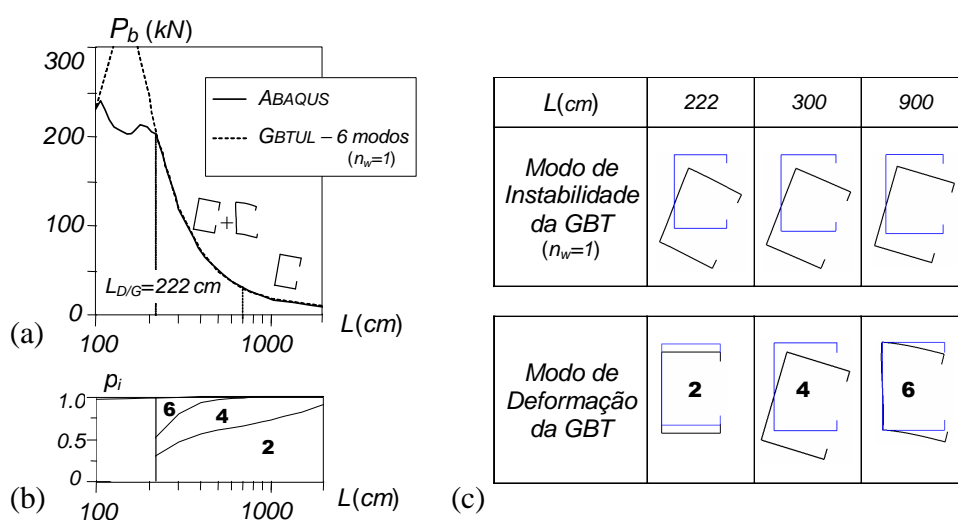 P_b (kN)
300
200
100
0
ABAQUS
GBTUL – 6 modos
(n_w=1)
+
L_D/G=222 cm
L(cm)
100
1000
(a)
p_i
1.0
0.5
0
6
4
2
100
1000
L(cm)
(b)
L(cm) 222 300 900
Modo de
Instabilidade
da GBT
(n_w=1)
Modo de
Deformação
da GBT
2 4 6
(c)